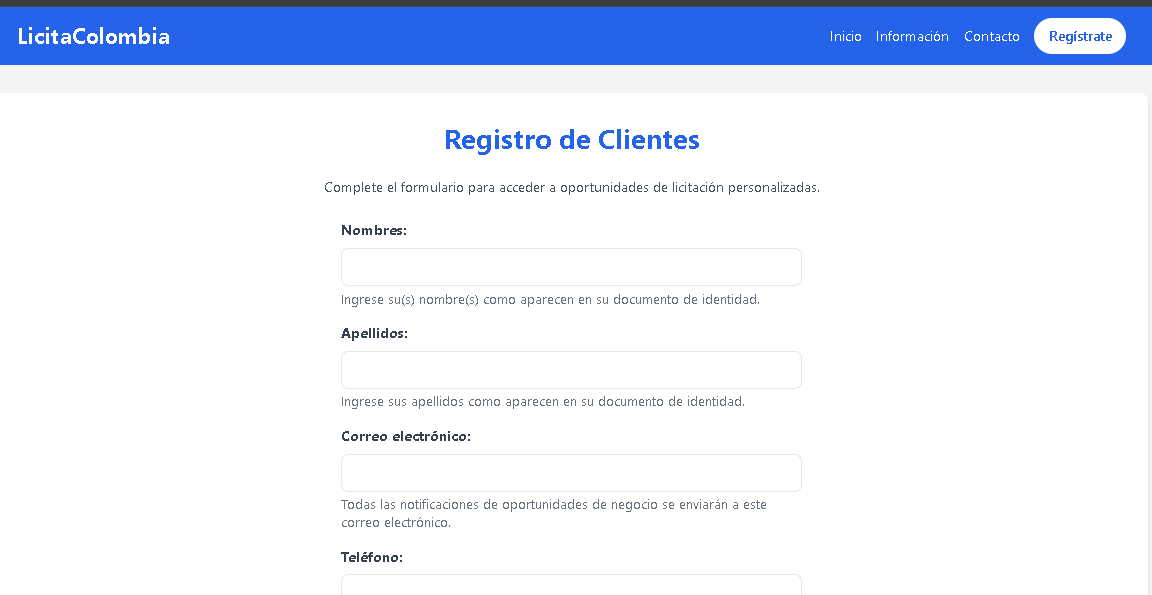 LicitaColombia
Inicio
Información
Contacto
Regístrate
Registro de Clientes
Complete el formulario para acceder a oportunidades de licitación personalizadas.
Nombres:
Ingrese su(s) nombre(s) como aparecen en su documento de identidad.
Apellidos:
Ingrese sus apellidos como aparecen en su documento de identidad.
Correo electrónico:
Todas las notificaciones de oportunidades de negocio se enviarán a este
correo electrónico.
Teléfono: